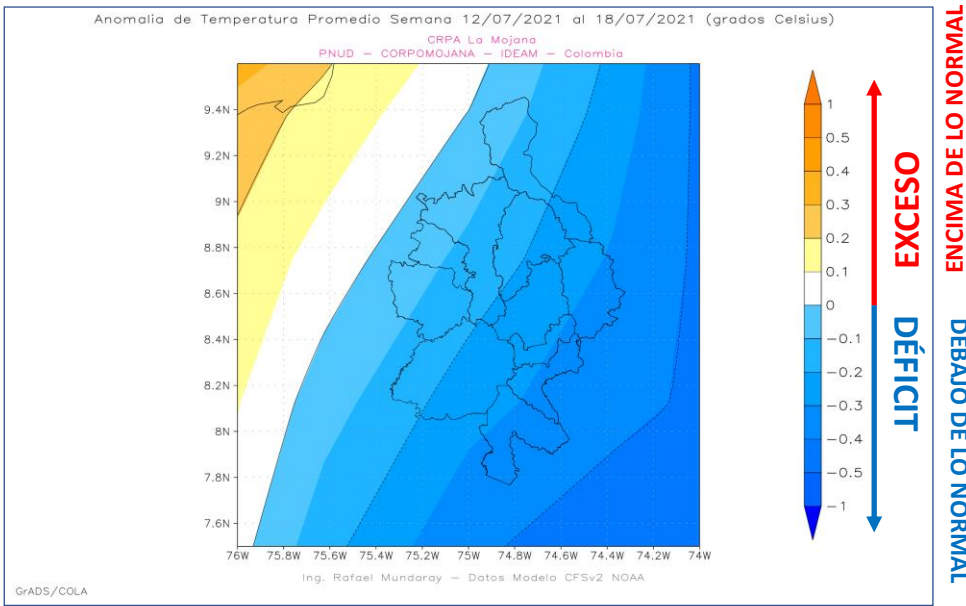 Anomalia de Temperatura Promedio Semana 12/07/2021 al 18/07/2021 (grados Celsius)
CRPA La Mojana
PNUD – CORPOMOJANA – IDEAM – Colombia
9.4N
9.2N
9N
8.8N
8.6N
8.4N
8.2N
8N
7.8N
7.6N
76W 75.8W 75.6W 75.4W 75.2W 75W 74.8W 74.6W 74.4W 74.2W 74W
1
0.5
0.4
0.3
0.2
0.1
0
−0.1
−0.2
−0.3
−0.4
−0.5
−1
EXCESO
DÉFICIT
ENCIMA DE LO NORMAL
DEBAJO DE LO NORMAL
Ing. Rafael Mundaray – Datos Modelo CFSv2 NOAA
GrADS/COLA